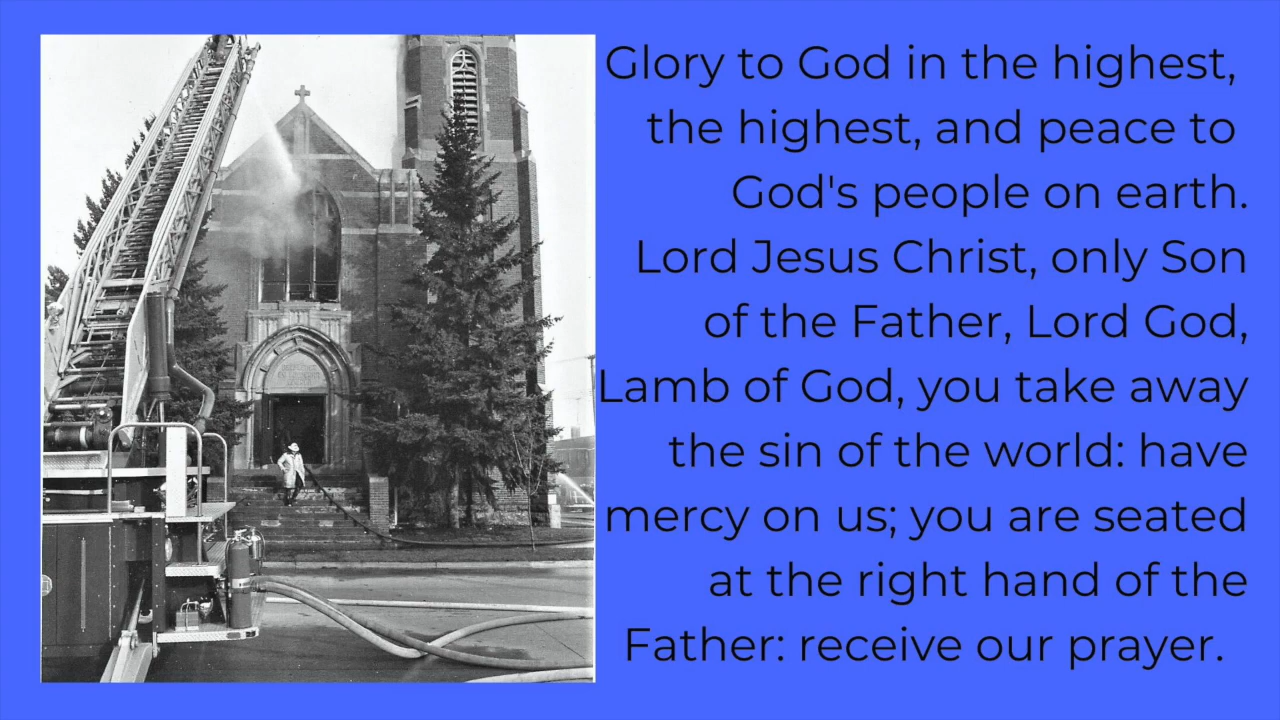 Glory to God in the highest,
the highest, and peace to
God's people on earth.
Lord Jesus Christ, only Son
of the Father, Lord God,
Lamb of God, you take away
the sin of the world: have
mercy on us; you are seated
at the right hand of the
Father: receive our prayer.